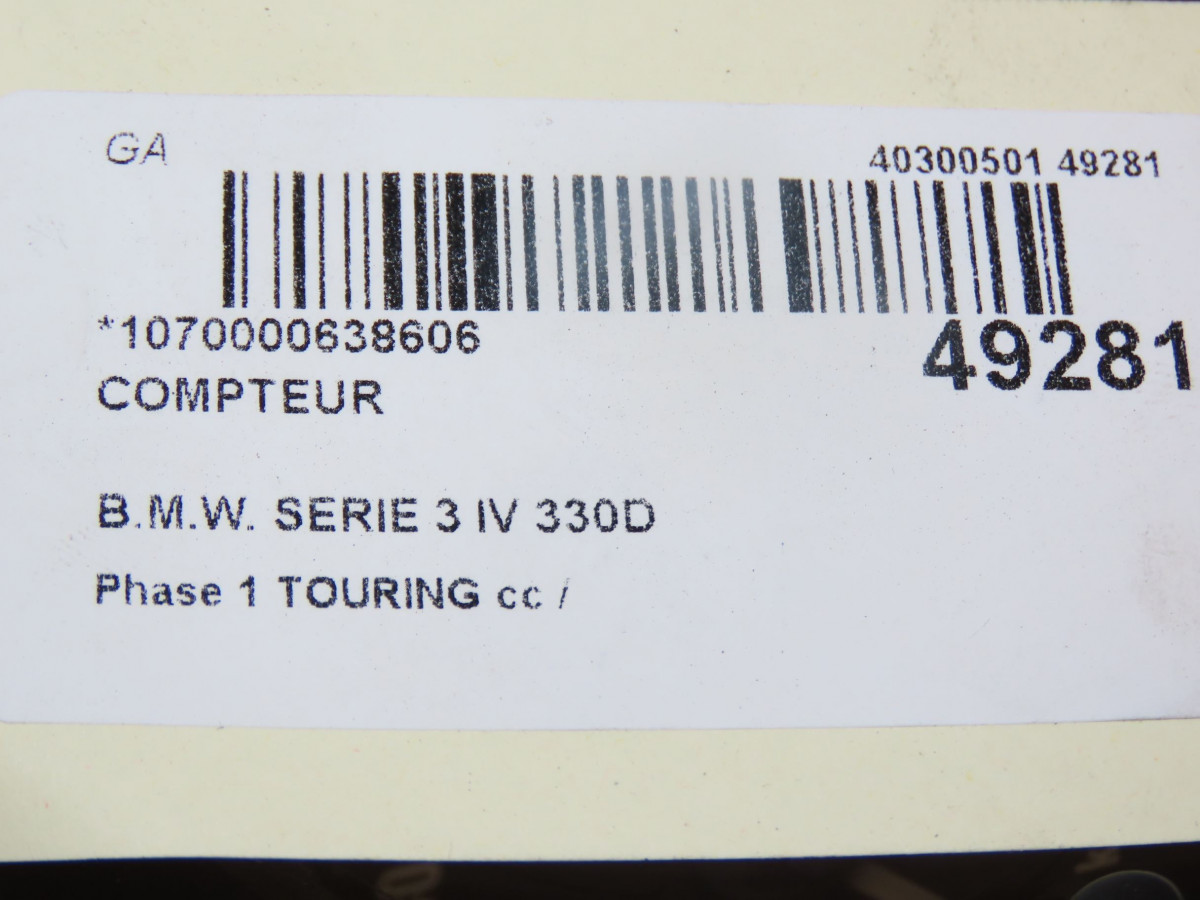 GA
40300501 49281
*1070000638606
49281
COMPTEUR
B.M.W. SERIE 3 IV 330D
Phase 1 TOURING cc /